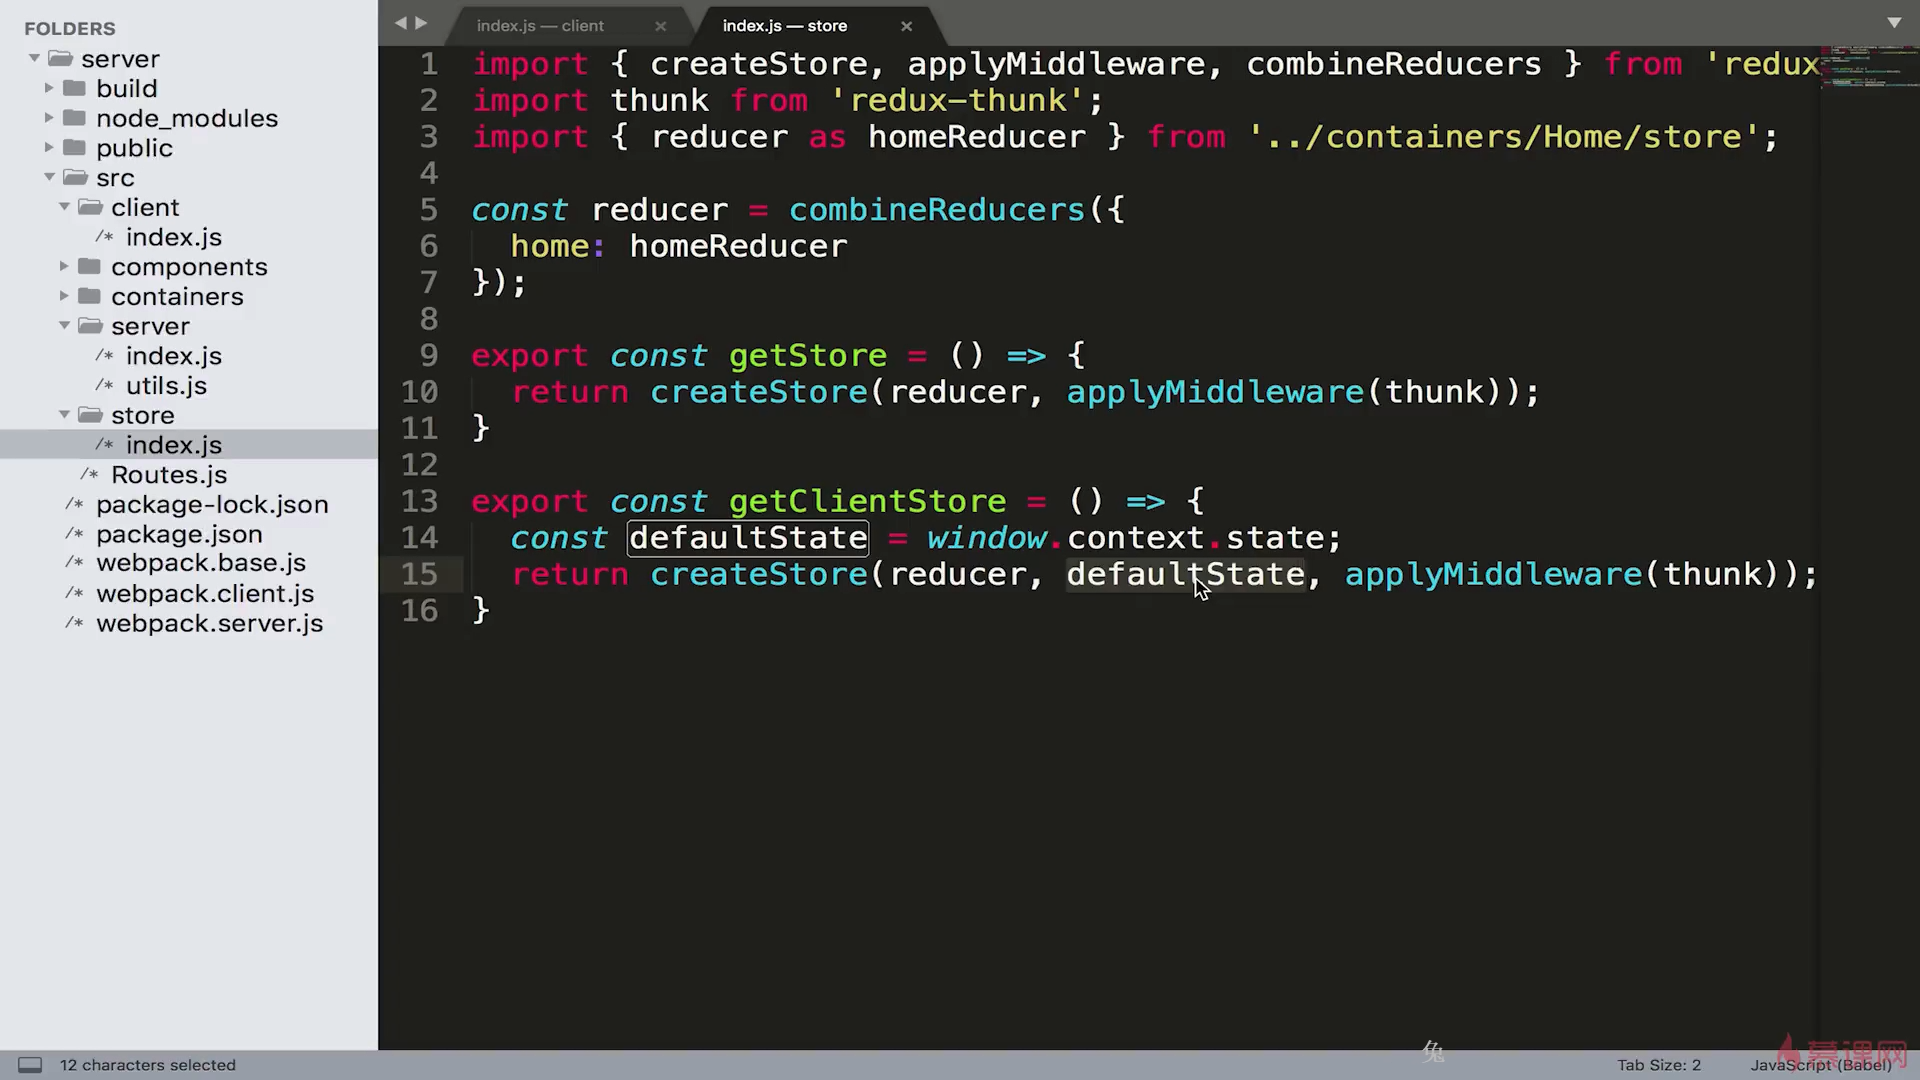 FOLDERS
server
build
node_modules
public
src
client
/* index.js
components
containers
server
/* index.js
/* utils.js
store
/* index.js
/* Routes.js
/* package-lock.json
/* package.json
/* webpack.base.js
/* webpack.client.js
/* webpack.server.js
index.js — client ×
index.js — store ×
1 import { createStore, applyMiddleware, combineReducers } from 'redux
2 import thunk from 'redux-thunk';
3 import { reducer as homeReducer } from '../containers/Home/store';
4
5 const reducer = combineReducers({
6 home: homeReducer
7 });
8
9 export const getStore = () => {
10 return createStore(reducer, applyMiddleware(thunk));
11 }
12
13 export const getClientStore = () => {
14 const defaultState = window.context.state;
15 return createStore(reducer, defaultState, applyMiddleware(thunk));
16 }
12 characters selected
兔
Tab Size: 2
JavaScript (Babel)
慕课网